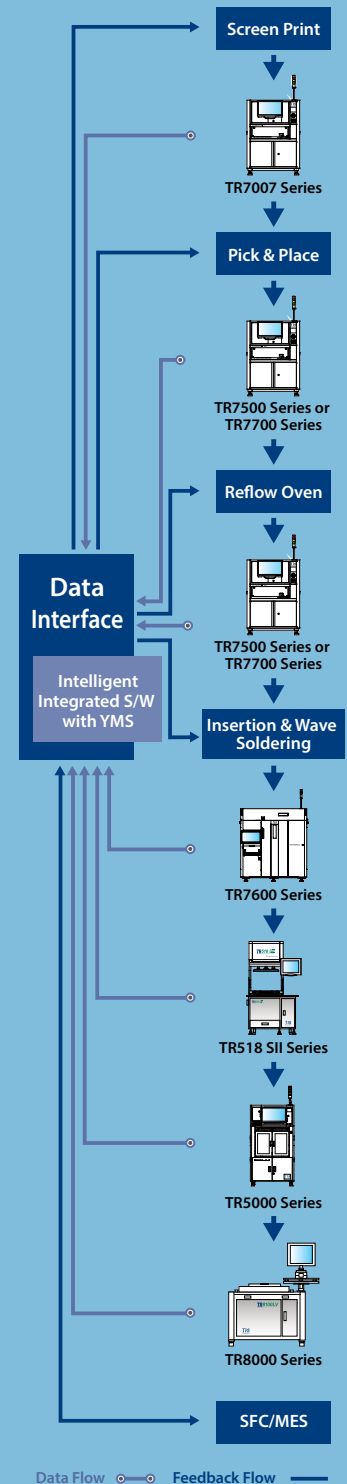 Screen Print
TR7007 Series
Pick & Place
TR7500 Series or
TR7700 Series
Reflow Oven
Data
Interface
Intelligent
Integrated S/W
with YMS
TR7500 Series or
TR7700 Series
Insertion & Wave
Soldering
TR7600 Series
TR518 SII Series
TR5000 Series
TR8000 Series
SFC/MES
Data Flow
Feedback Flow